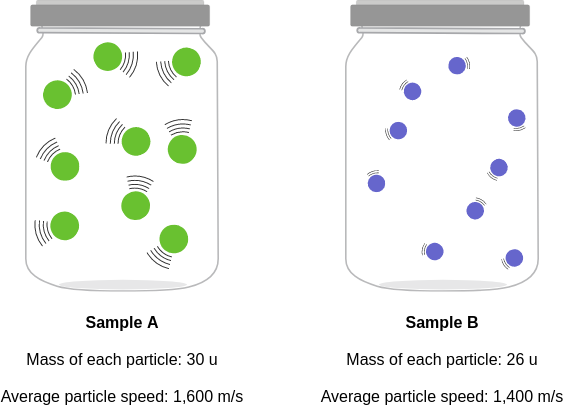 Sample A
Mass of each particle: 30 u
Average particle speed: 1,600 m/s
Sample B
Mass of each particle: 26 u
Average particle speed: 1,400 m/s